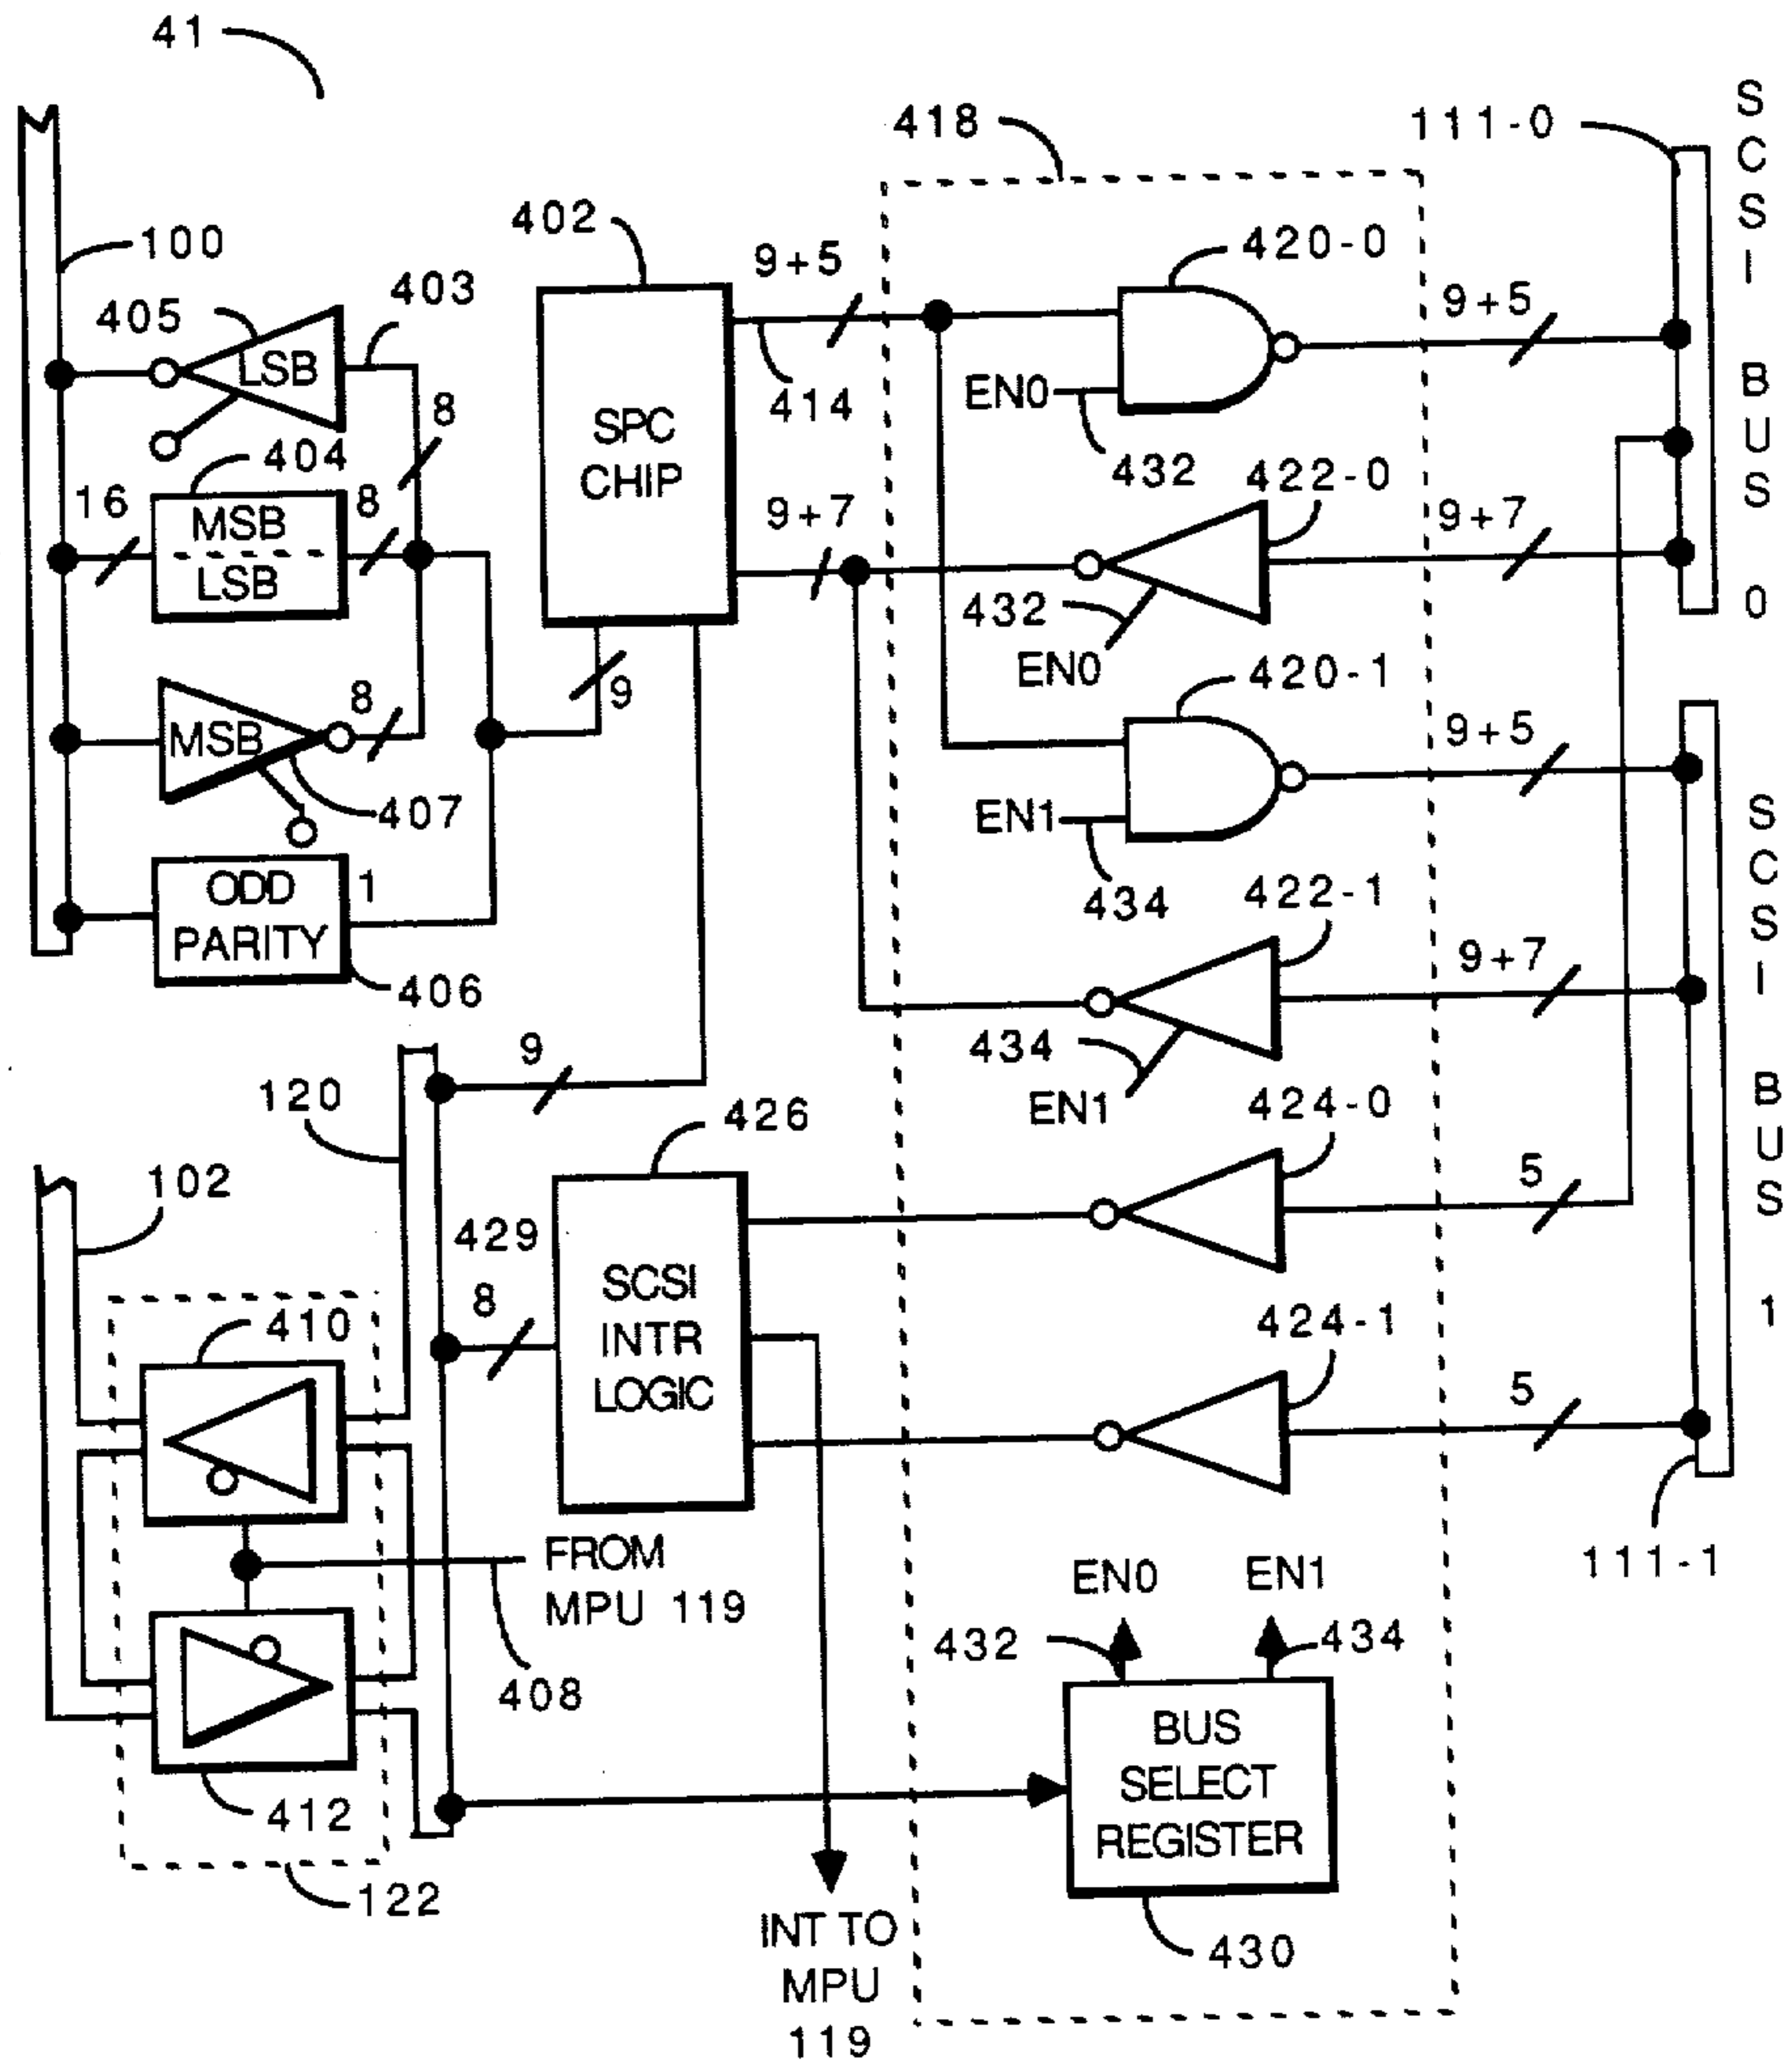 41
418
111-0
SCSI BUS 0
402
420-0
100
403
9+5
9+5
405
LSB
8
414
EN0
432
SPC
CHIP
404
16
MSB
LSB
8
9+7
422-0
9+7
432
EN0
9
420-1
8
MSB
407
9+5
EN1
434
SCSI BUS 1
ODD
PARITY
1
406
422-1
9+7
434
EN1
9
120
426
424-0
5
102
429
8
SCSI
INTR
LOGIC
410
424-1
5
111-1
FROM
MPU 119
408
EN0
EN1
432
434
BUS
SELECT
REGISTER
412
122
INT TO
MPU
119
430